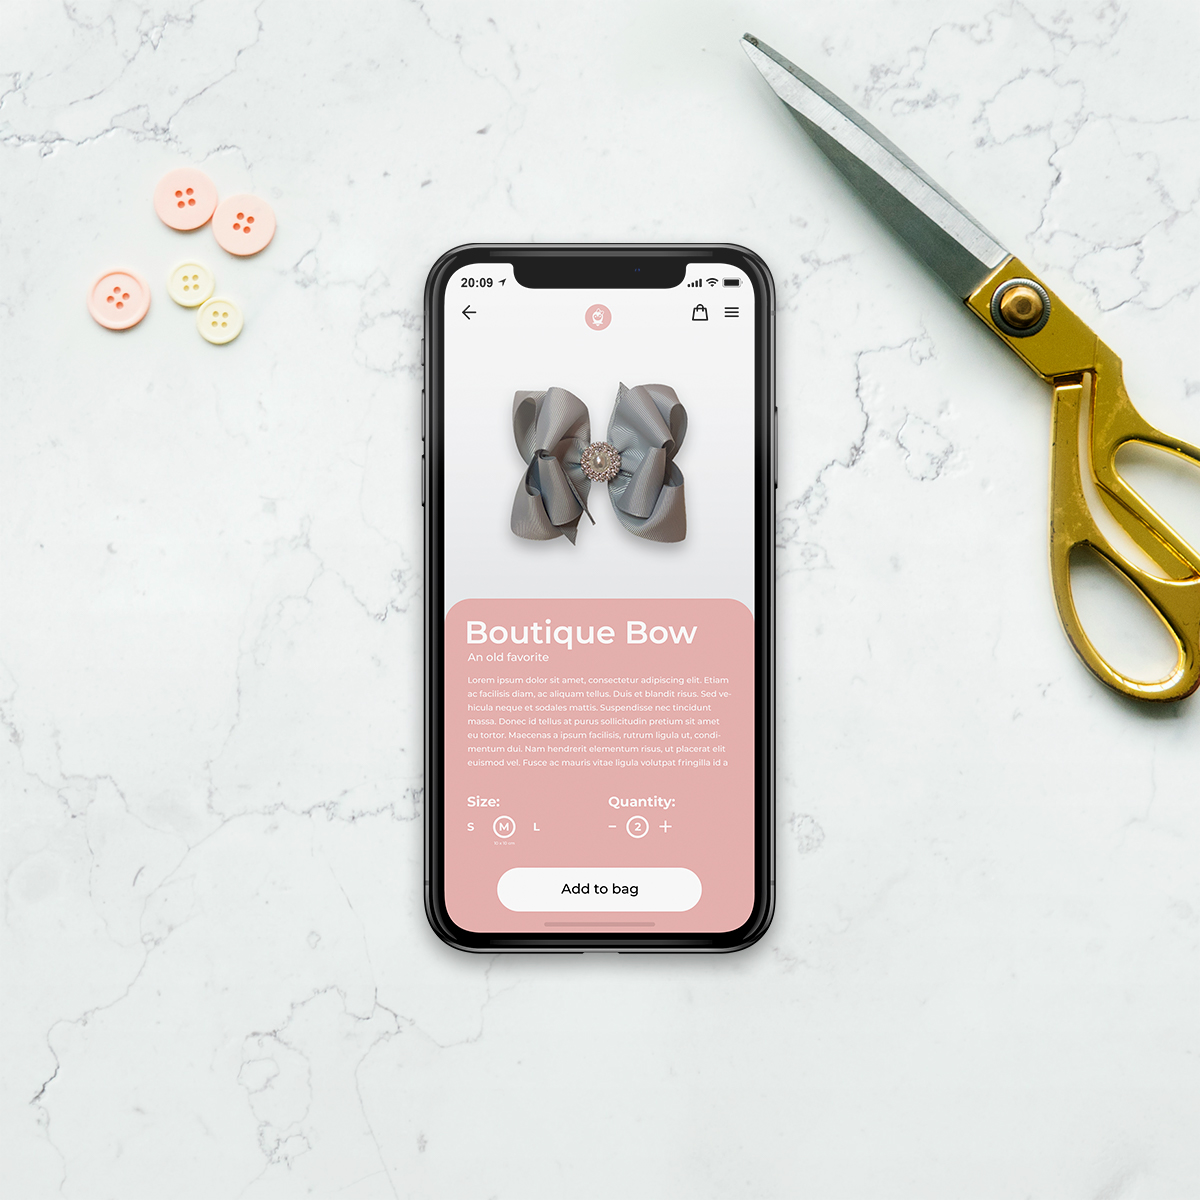 20:09
Boutique Bow
An old favorite
Lorem ipsum dolor sit amet, consectetur adipiscing elit. Etiam
ac facilisis diam, ac aliquam tellus. Duis et blandit risus. Sed ve-
hicula neque et sodales mattis. Suspendisse nec tincidunt
massa. Donec id tellus at purus sollicitudin pretium sit amet
eu tortor. Maecenas a ipsum facilisis, rutrum ligula ut, condi-
mentum dui. Nam hendrerit elementum risus, ut placerat elit
euismod vel. Fusce ac mauris vitae ligula volutpat fringilla id a
Size: Quantity:
S M L − 2 +
Add to bag